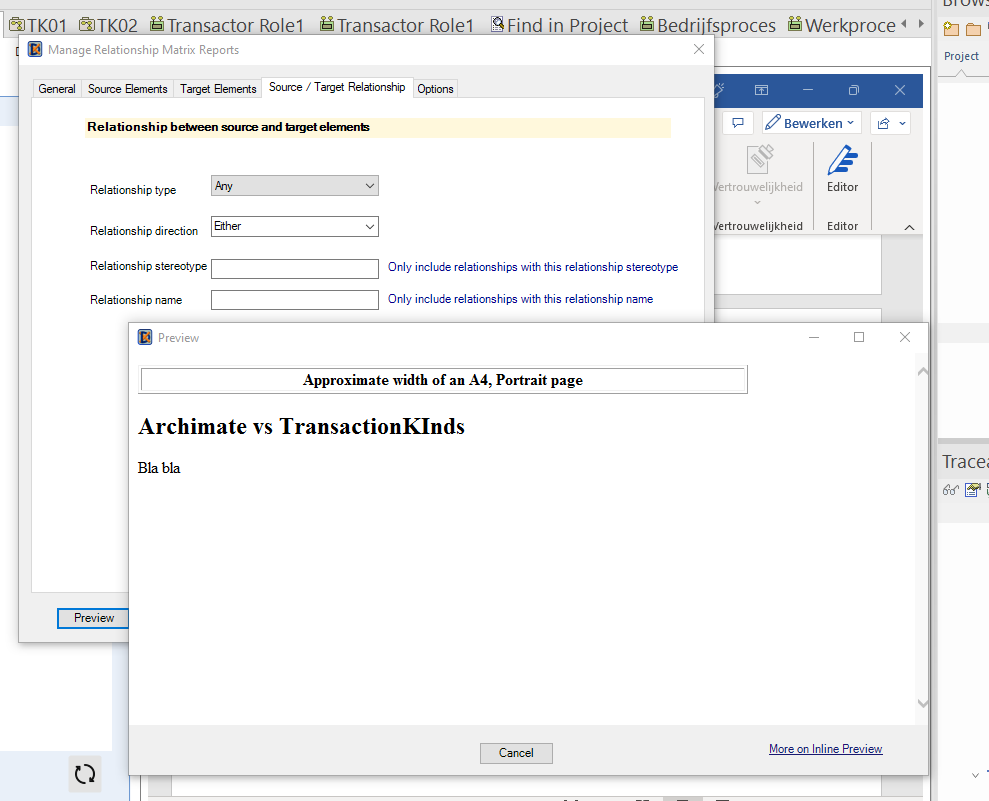 TK01 TK02 Transactor Role1 Transactor Role1 Find in Project Bedrijfsproces Werkproce
Manage Relationship Matrix Reports
Project
General Source Elements Target Elements Source / Target Relationship Options
Relationship between source and target elements
Bewerken
Relationship type Any
Vertrouwelijkheid Editor
Relationship direction Either
Vertrouwelijkheid Editor
Relationship stereotype Only include relationships with this relationship stereotype
Relationship name Only include relationships with this relationship name
Preview
Approximate width of an A4, Portrait page
Archimate vs TransactionKInds
Bla bla
Tracea
Preview
Cancel More on Inline Preview